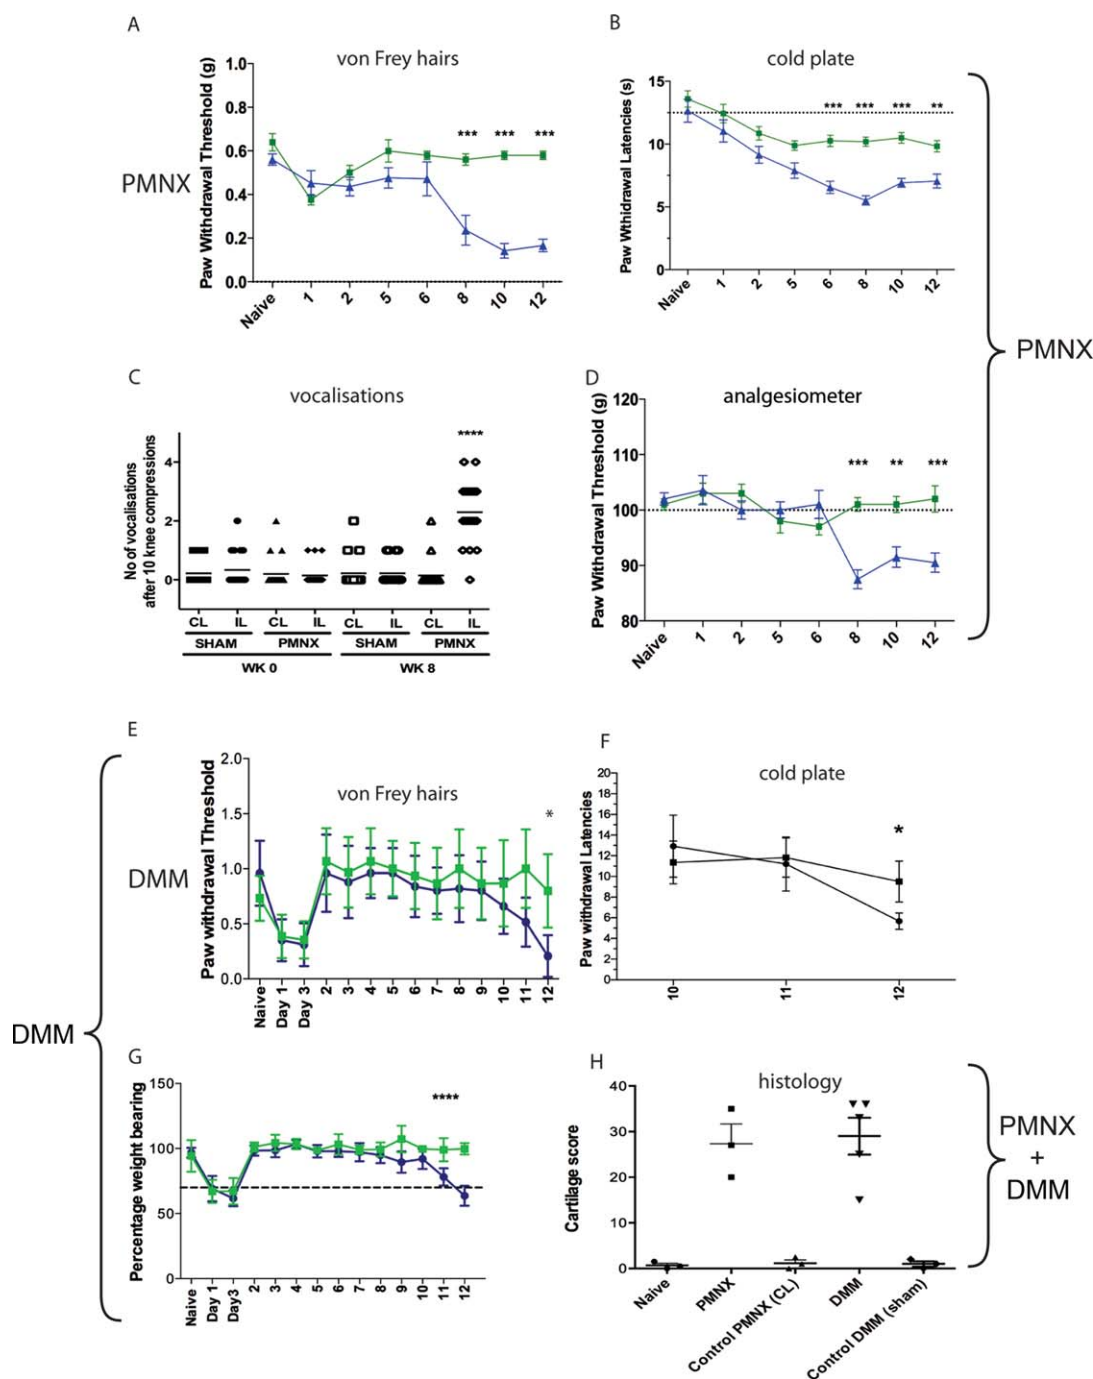 A
von Frey hairs
Paw Withdrawal Threshold (g)
1.0
0.8
0.6
0.4
0.2
0.0
*** *** ***
Naive 1 2 5 6 8 10 12
PMNX
B
cold plate
Paw Wthidrawal Latencies (s)
15
10
5
0
*** *** *** **
Naive 1 2 5 6 8 10 12
PMNX
C
vocalisations
No of vocalisations
after 10 knee compressions
4
2
0
****
CL IL CL IL CL IL CL IL
SHAM PMNX SHAM PMNX
WK 0 WK 8
D
analgesiometer
Paw Withdrawal Threshold (g)
120
110
100
90
80
*** ** ***
Naive 1 2 5 6 8 10 12
E
von Frey hairs
Paw withdrawal Threshold
2.0
1.5
1.0
0.5
0.0
*
Naive Day 1 Day 3 2 3 4 5 6 7 8 9 10 11 12
DMM
DMM
F
cold plate
Paw withdrawal Latencies
20
18
16
14
12
10
8
6
4
2
0
*
10 11 12
G
Percentage weight bearing
150
100
50
0
****
Naive Day 1 Day3 2 3 4 5 6 7 8 9 10 11 12
H
histology
Cartilage score
40
30
20
10
0
Naive PMNX Control PMNX (CL) DMM Control DMM (sham)
PMNX
+
DMM